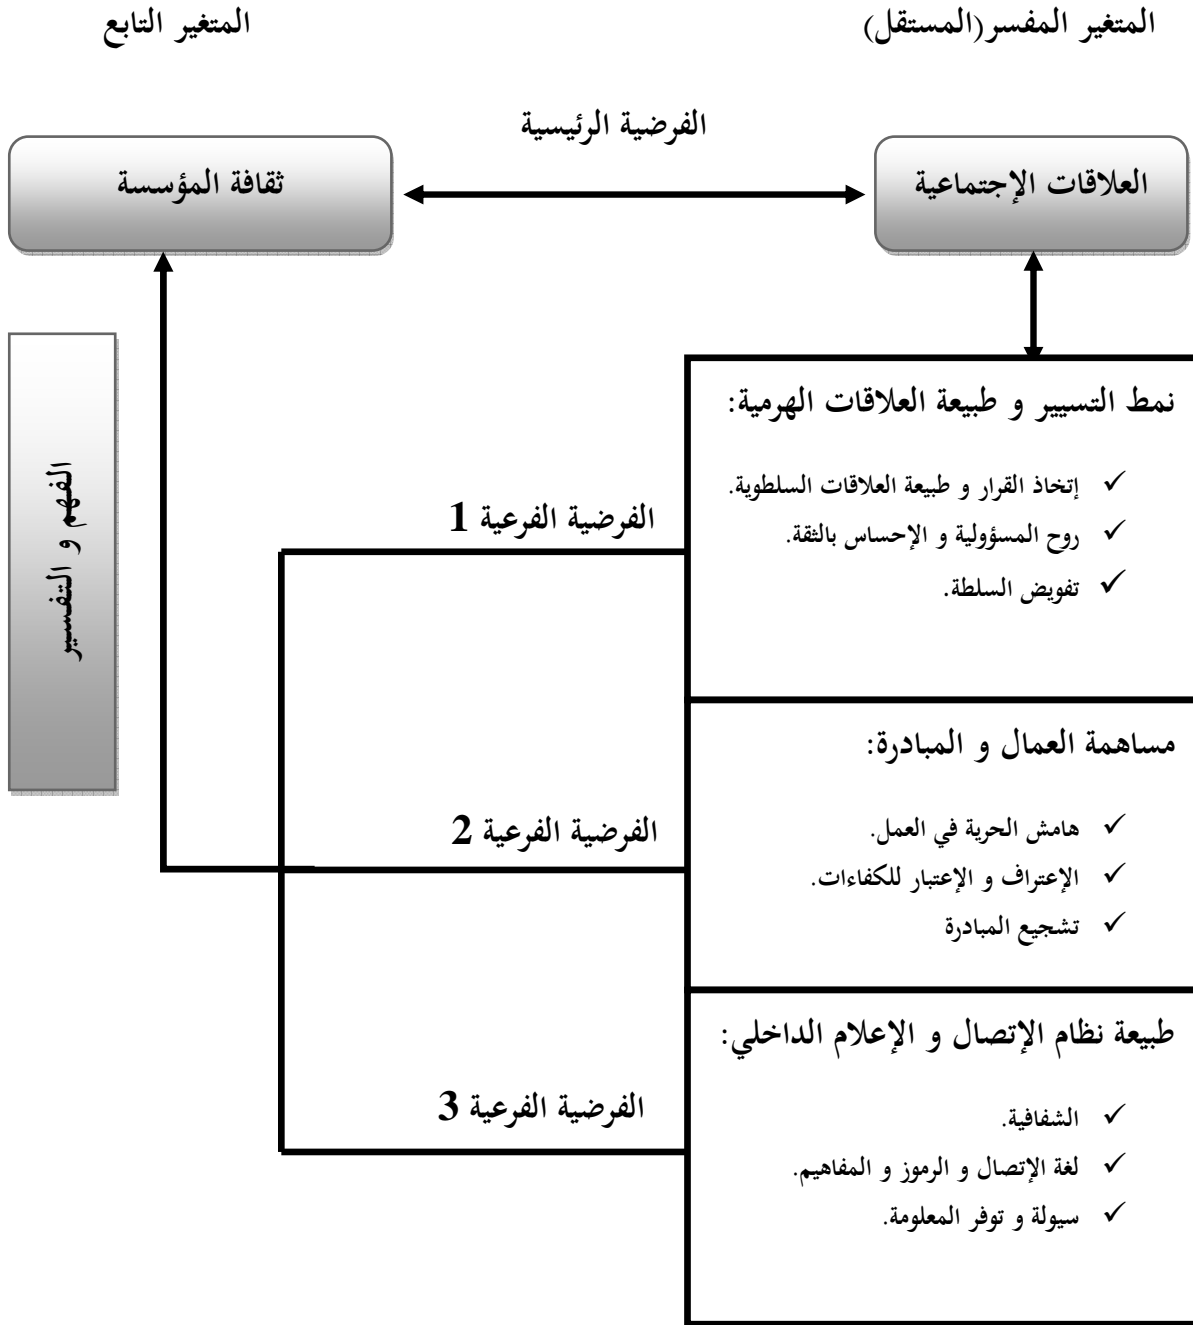 المتغير المفسر(المستقل)
المتغير التابع
الفرضية الرئيسية
العلاقات الإجتماعية
ثقافة المؤسسة
نمط التسيير و طبيعة العلاقات الهرمية:
✓ إتخاذ القرار و طبيعة العلاقات السلطوية.
✓ روح المسؤولية و الإحساس بالثقة.
✓ تفويض السلطة.
الفرضية الفرعية 1
الفهم و التفسير
مساهمة العمال و المبادرة:
✓ هامش الحرية في العمل.
✓ الإعتراف و الإعتبار للكفاءات.
✓ تشجيع المبادرة
الفرضية الفرعية 2
طبيعة نظام الإتصال و الإعلام الداخلي:
✓ الشفافية.
✓ لغة الإتصال و الرموز و المفاهيم.
✓ سيولة و توفر المعلومة.
الفرضية الفرعية 3